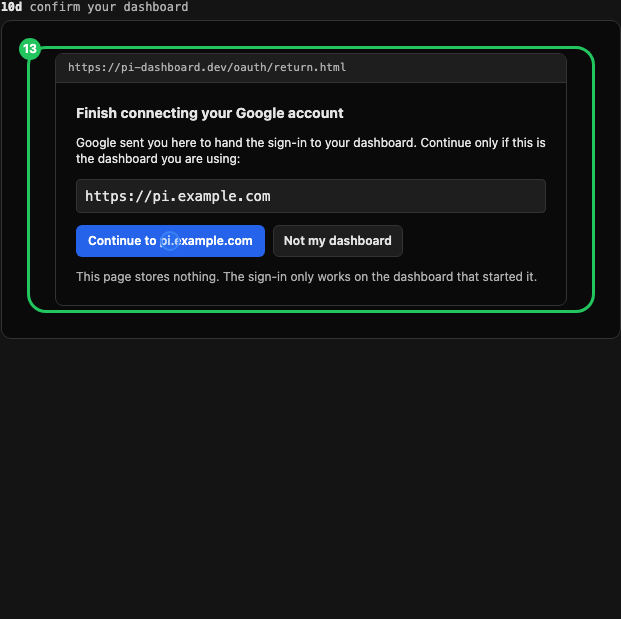 10d confirm your dashboard
13
https://pi-dashboard.dev/oauth/return.html
Finish connecting your Google account
Google sent you here to hand the sign-in to your dashboard. Continue only if this is
the dashboard you are using:
https://pi.example.com
Continue to pi.example.com
Not my dashboard
This page stores nothing. The sign-in only works on the dashboard that started it.